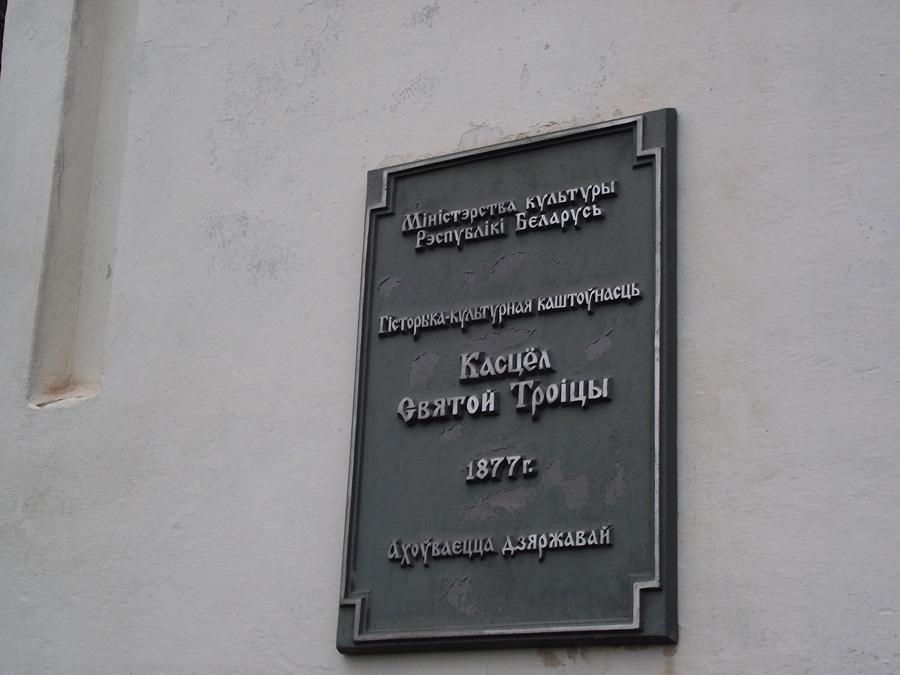 Міністэрства культуры
Рэспублікі Беларусь
Гісторыка-культурная каштоўнасць
Касцёл
Святой Троіцы
1877г.
Ахоўваецца дзяржавай